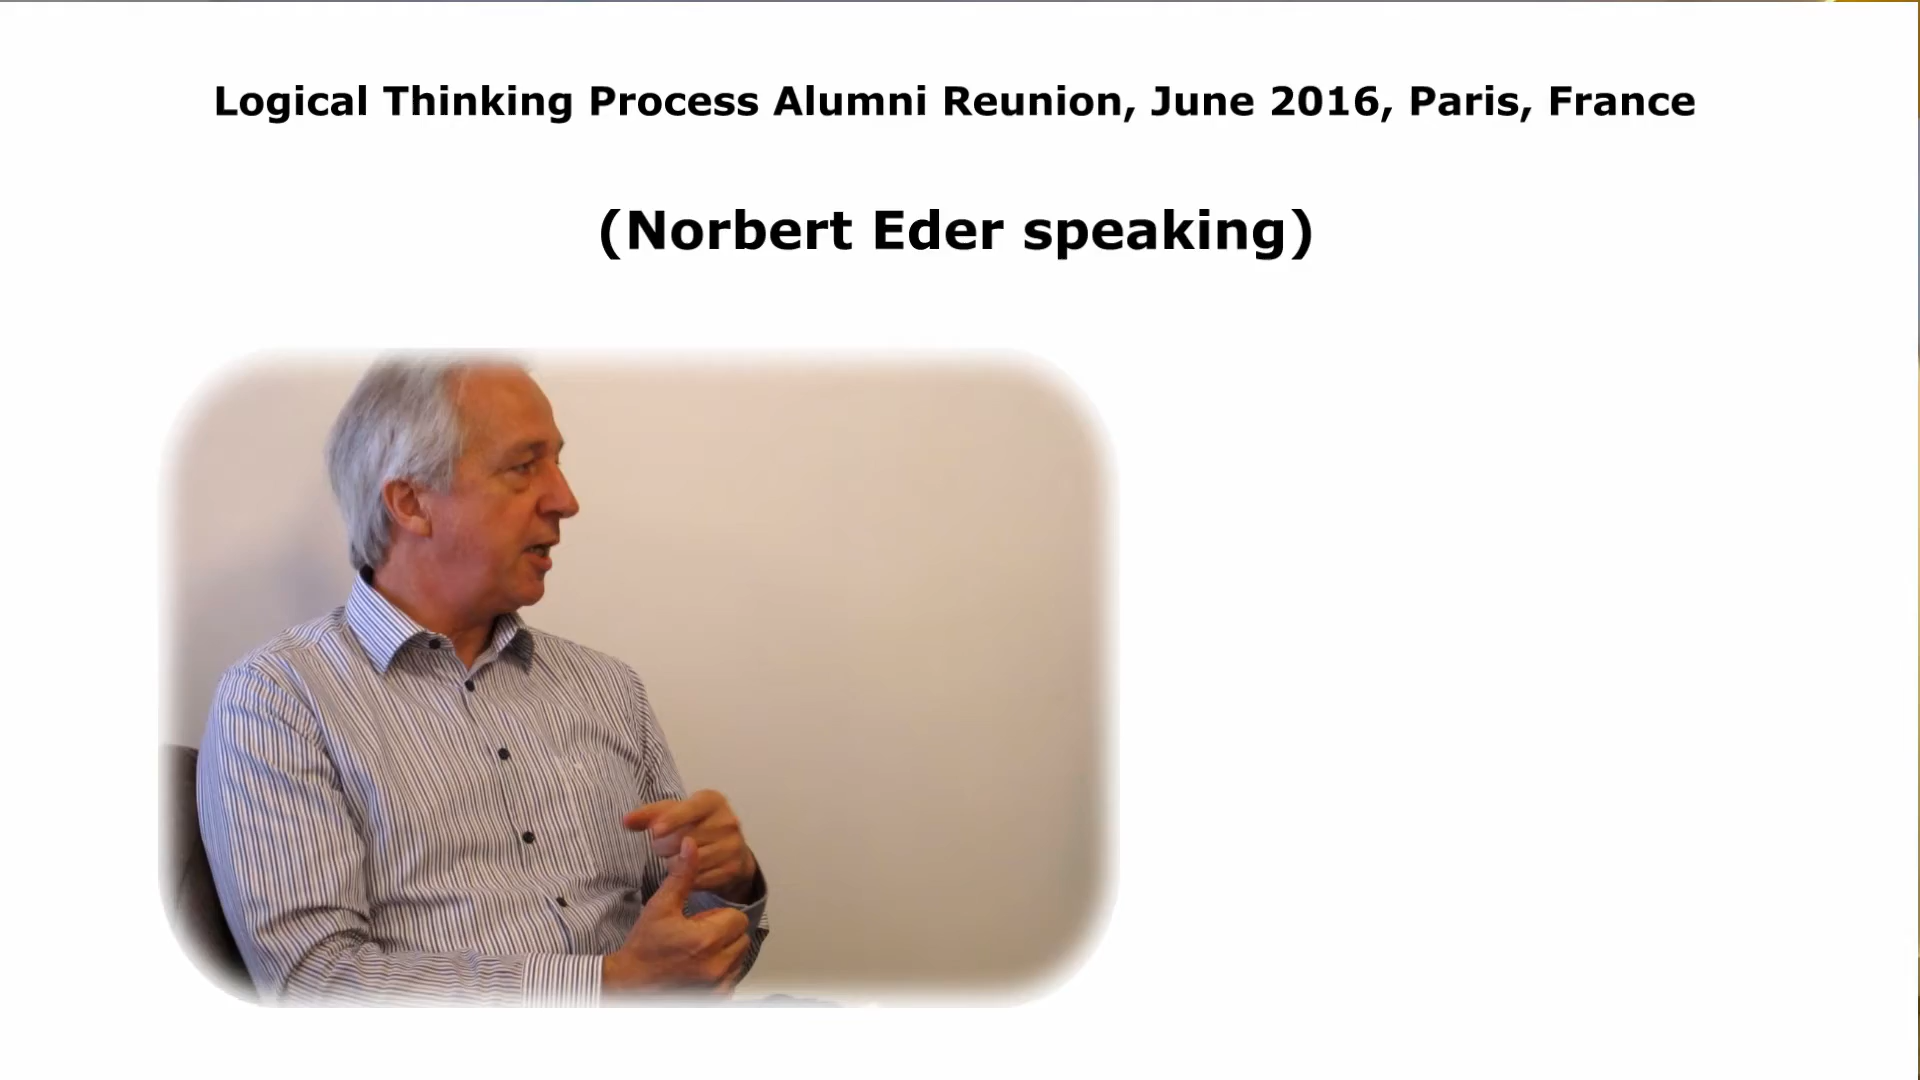 Logical Thinking Process Alumni Reunion, June 2016, Paris, France
(Norbert Eder speaking)